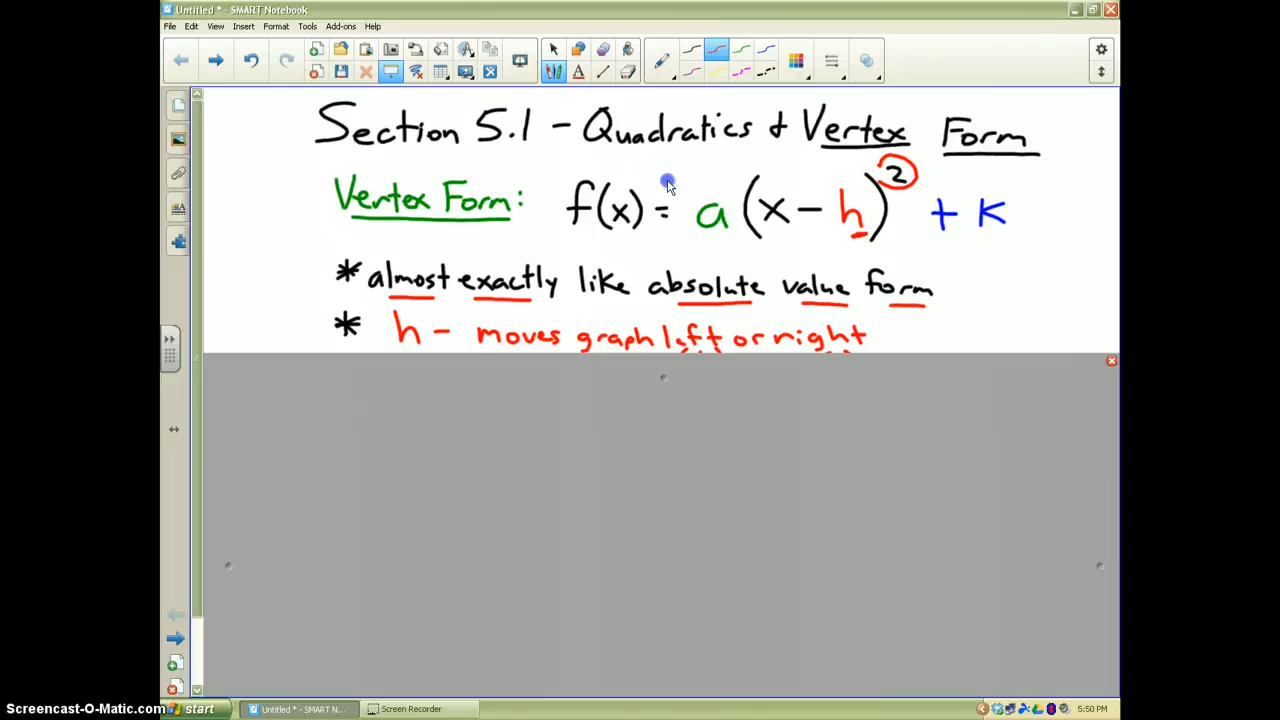 Untitled * - SMART Notebook
File Edit View Insert Format Tools Add-ons Help
Section 5.1 - Quadratics & Vertex Form
Vertex Form: f(x) = a (x - h)² + k
* almost exactly like absolute value form
* h - moves graph left or right
Screencast-O-Matic.com
start
Untitled * - SMART N...
Screen Recorder
5:50 PM